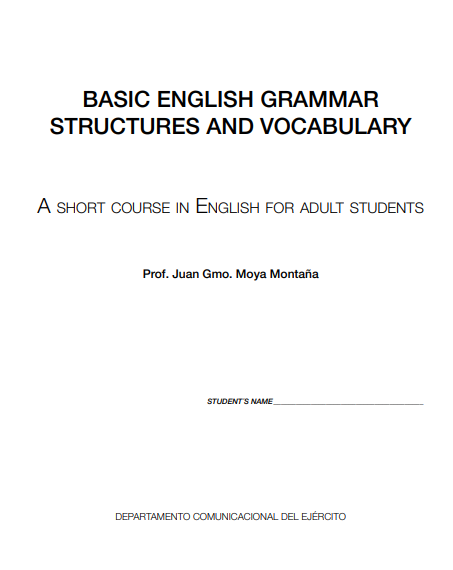 BASIC ENGLISH GRAMMAR
STRUCTURES AND VOCABULARY
A SHORT COURSE IN ENGLISH FOR ADULT STUDENTS
Prof. Juan Gmo. Moya Montaña
STUDENT´S NAME
DEPARTAMENTO COMUNICACIONAL DEL EJÉRCITO